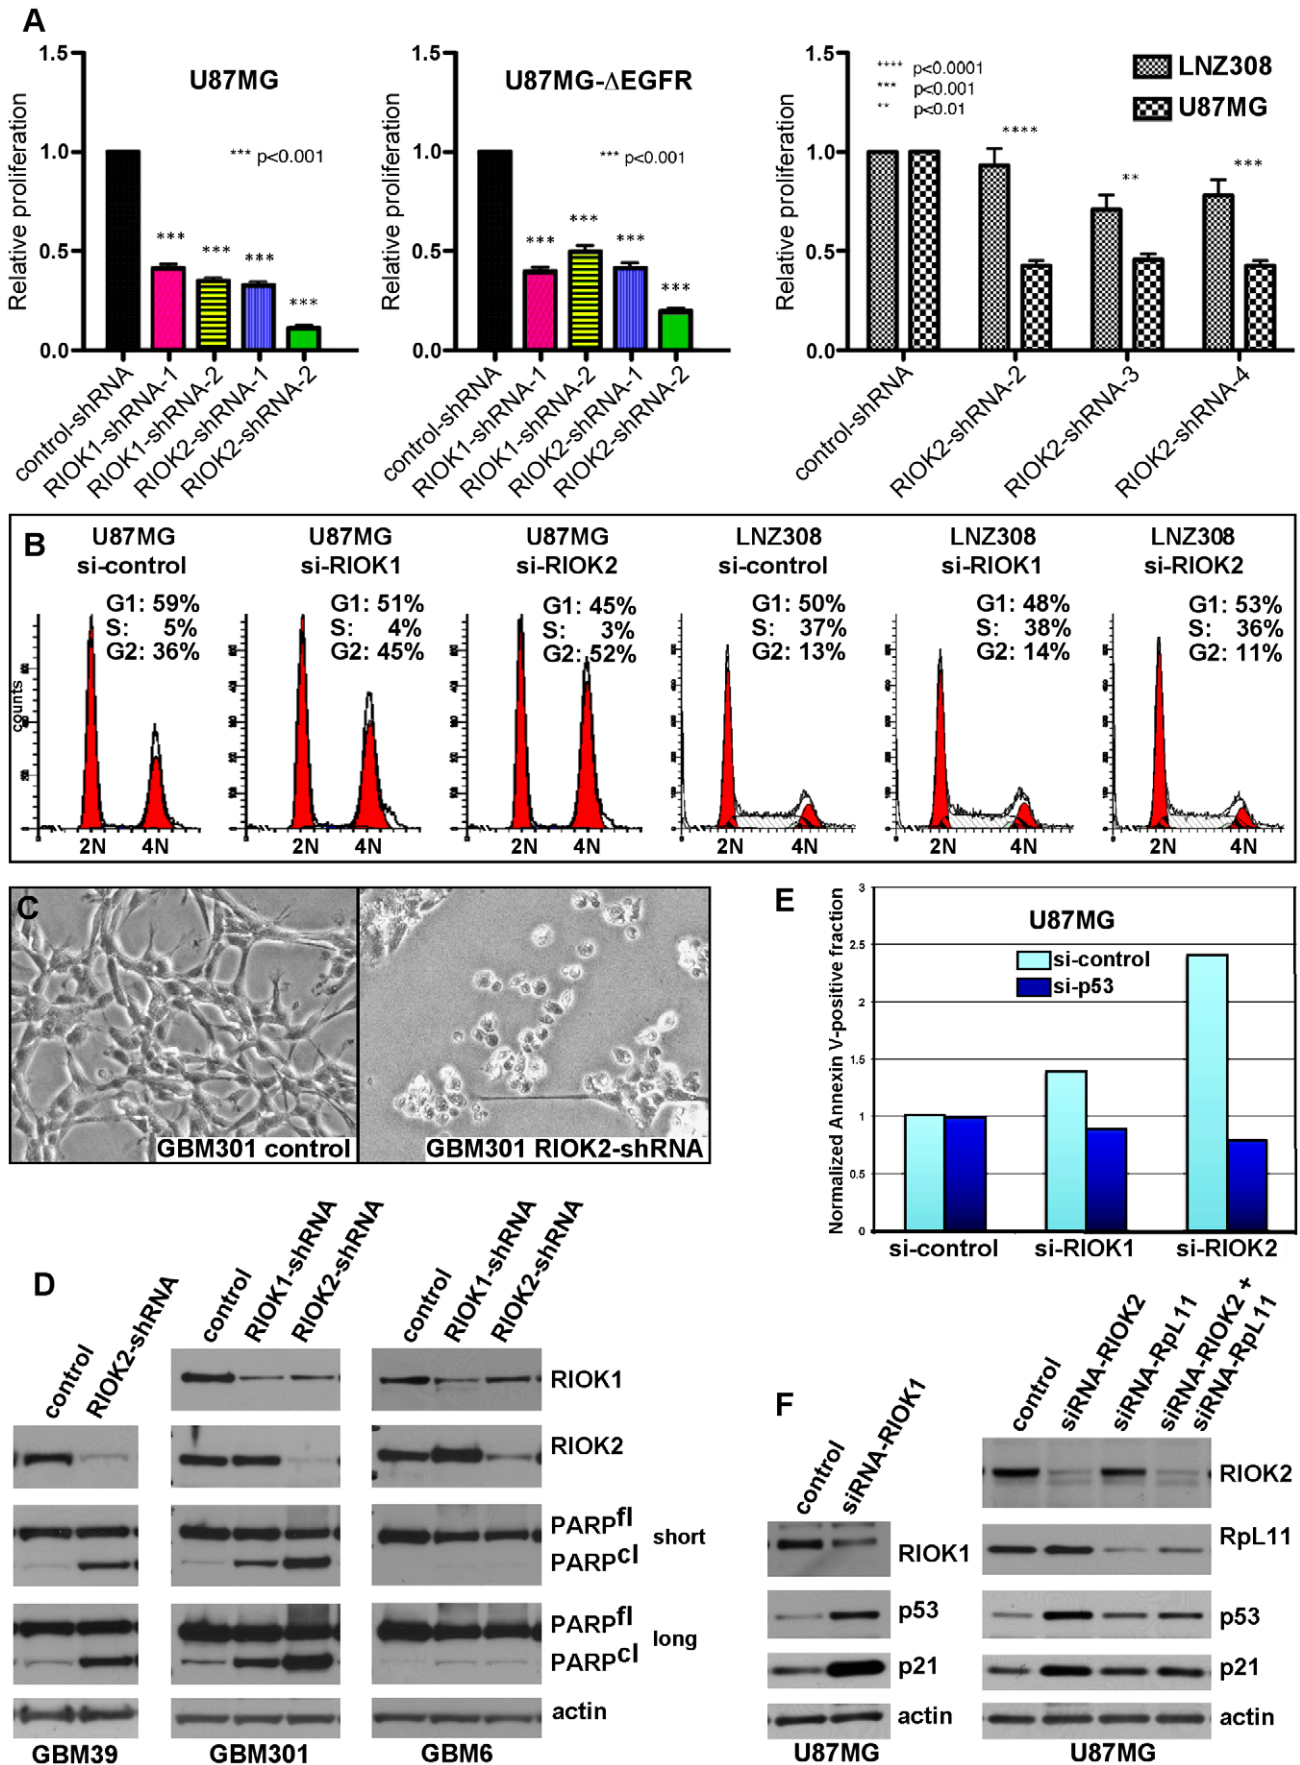 A
U87MG
1.5
1.0
0.5
0.0
Relative proliferation
*** p<0.001
***
***
***
***
control-shRNA
RIOK1-shRNA-1
RIOK1-shRNA-2
RIOK2-shRNA-1
RIOK2-shRNA-2
U87MG-ΔEGFR
1.5
1.0
0.5
0.0
Relative proliferation
*** p<0.001
***
***
***
***
control-shRNA
RIOK1-shRNA-1
RIOK1-shRNA-2
RIOK2-shRNA-1
RIOK2-shRNA-2
1.5
1.0
0.5
0.0
Relative proliferation
**** p<0.0001
*** p<0.001
** p<0.01
LNZ308
U87MG
****
**
***
control-shRNA
RIOK2-shRNA-2
RIOK2-shRNA-3
RIOK2-shRNA-4
B
U87MG
si-control
G1: 59%
S: 5%
G2: 36%
counts
2N 4N
U87MG
si-RIOK1
G1: 51%
S: 4%
G2: 45%
2N 4N
U87MG
si-RIOK2
G1: 45%
S: 3%
G2: 52%
2N 4N
LNZ308
si-control
G1: 50%
S: 37%
G2: 13%
2N 4N
LNZ308
si-RIOK1
G1: 48%
S: 38%
G2: 14%
2N 4N
LNZ308
si-RIOK2
G1: 53%
S: 36%
G2: 11%
2N 4N
C
GBM301 control
GBM301 RIOK2-shRNA
E
U87MG
si-control
si-p53
Normalized Annexin V-positive fraction
3
2.5
2
1.5
1
0.5
0
si-control
si-RIOK1
si-RIOK2
D
control
RIOK2-shRNA
control
RIOK1-shRNA
RIOK2-shRNA
control
RIOK1-shRNA
RIOK2-shRNA
RIOK1
RIOK2
PARPfl
short
PARPcl
PARPfl
long
PARPcl
actin
GBM39
GBM301
GBM6
F
control
siRNA-RIOK1
RIOK1
p53
p21
actin
U87MG
control
siRNA-RIOK2
siRNA-RpL11
siRNA-RIOK2 +
siRNA-RpL11
RIOK2
RpL11
p53
p21
actin
U87MG